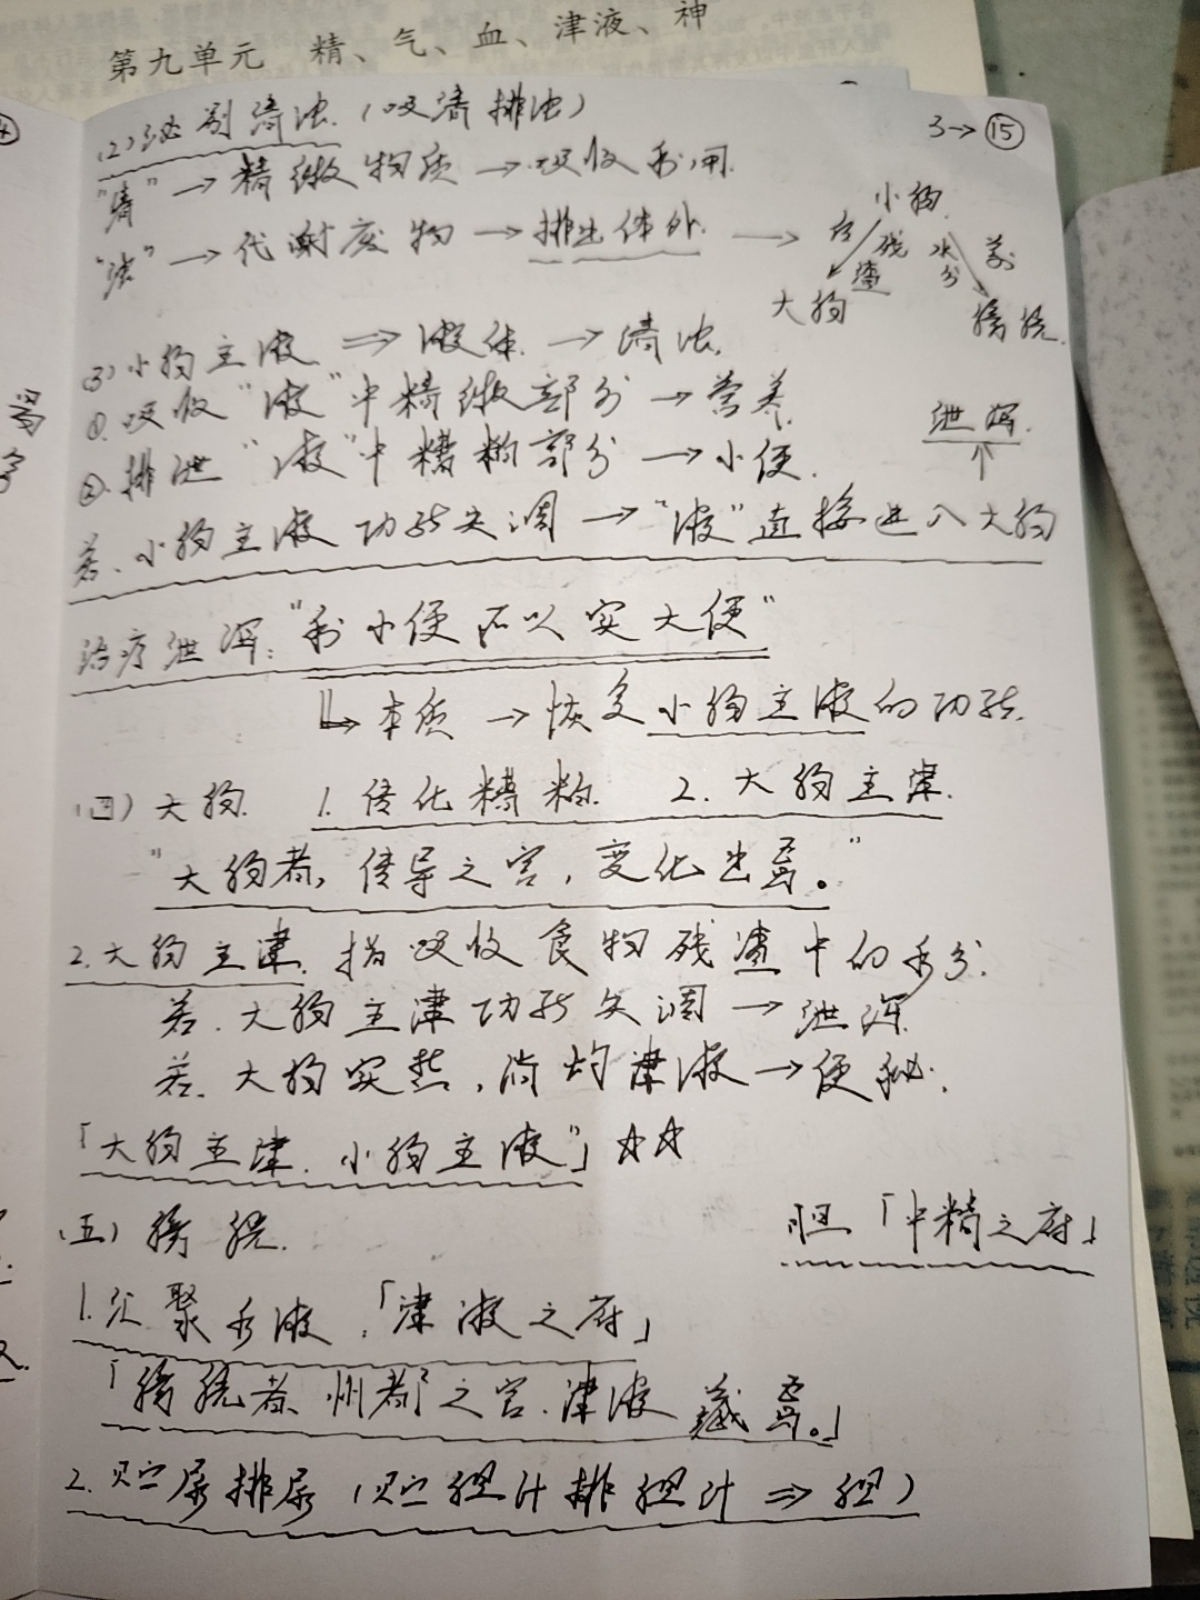 第九单元 精、气、血、津液、神
3→⑮
(2)泌别清浊.(吸清排浊)
"清"→精微物质→吸收利用.
"浊"→代谢废物→排出体外.→
小肠.
右 残渣 水分 前
大肠 膀胱.
(3)小肠主液⇒液体.→清浊.
①.吸收"液"中精微部分→营养.
②.排泄"液"中糟粕部分→小便.
泄泻.
↑
若、小肠主液功能失调→"液"直接进入大肠
治疗泄泻:"利小便所以实大便"
↳本质→恢复小肠主液的功能.
(四)大肠. 1.传化糟粕. 2.大肠主津.
"大肠者,传导之官,变化出焉。"
2.大肠主津.指吸收食物残渣中的水分.
若.大肠主津功能失调→泄泻.
若.大肠实热,消灼津液→便秘.
「大肠主津.小肠主液"」☆☆
(五)膀胱.
胆「中精之府」
1.汇聚水液,「津液之府」
「膀胱者、州都之官.津液藏焉。」
2.贮尿排尿(贮胆汁排胆汁⇒胆)